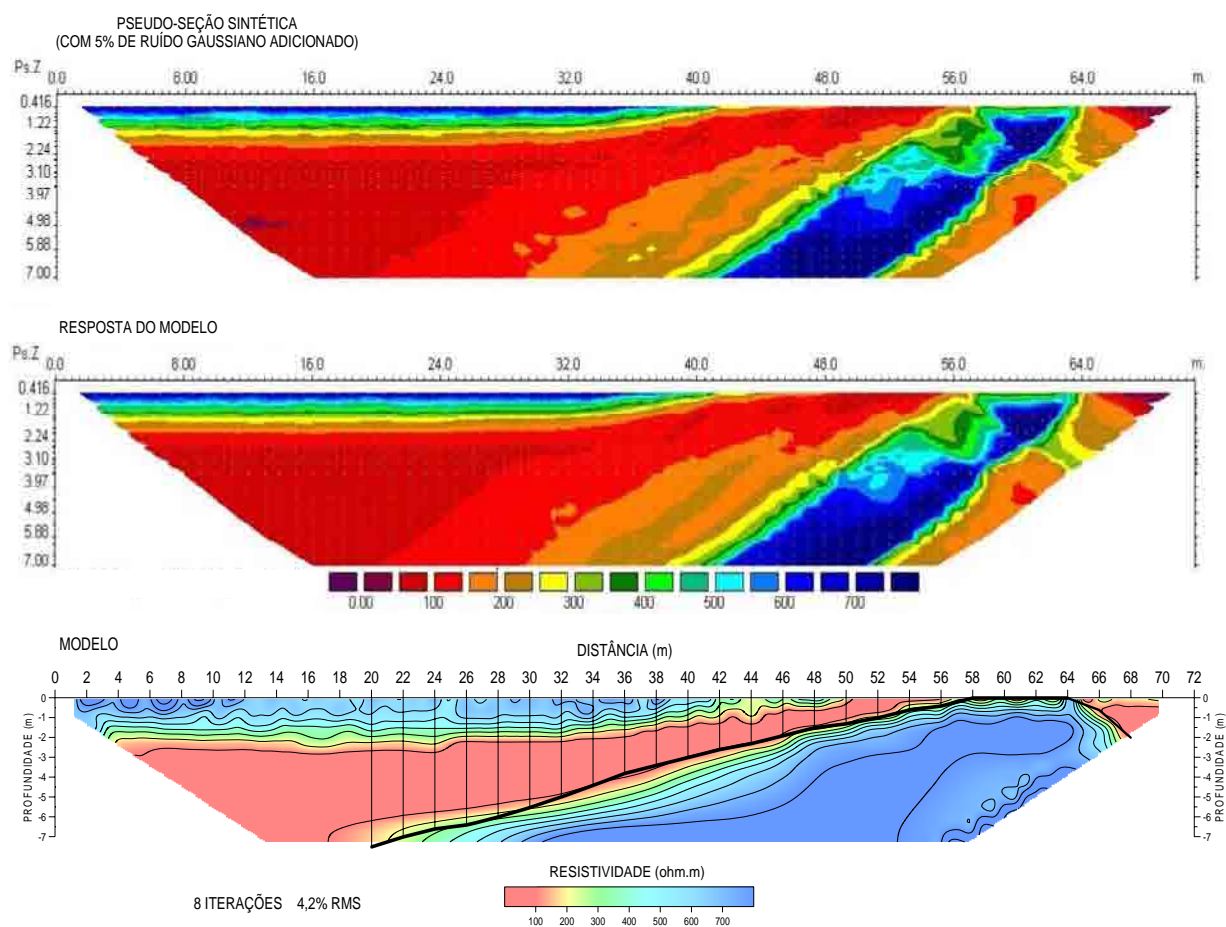 PSEUDO-SEÇÃO SINTÉTICA
(COM 5% DE RUÍDO GAUSSIANO ADICIONADO)
Ps.Z 0.0 8.00 16.0 24.0 32.0 40.0 48.0 56.0 64.0 m.
0.416
1.22
2.24
3.10
3.97
4.98
5.88
7.00
RESPOSTA DO MODELO
Ps.Z 0.0 8.00 16.0 24.0 32.0 40.0 48.0 56.0 64.0 m.
0.416
1.22
2.24
3.10
3.97
4.98
5.88
7.00
0.00 100 200 300 400 500 600 700
MODELO
DISTÂNCIA (m)
0 2 4 6 8 10 12 14 16 18 20 22 24 26 28 30 32 34 36 38 40 42 44 46 48 50 52 54 56 58 60 62 64 66 68 70 72
PROFUNDIDADE (m)
0
-1
-2
-3
-4
-5
-6
-7
0
-1
-2
-3
-4
-5
-6
-7
PROFUNDIDADE (m)
RESISTIVIDADE (ohm.m)
8 ITERAÇÕES 4,2% RMS
100 200 300 400 500 600 700